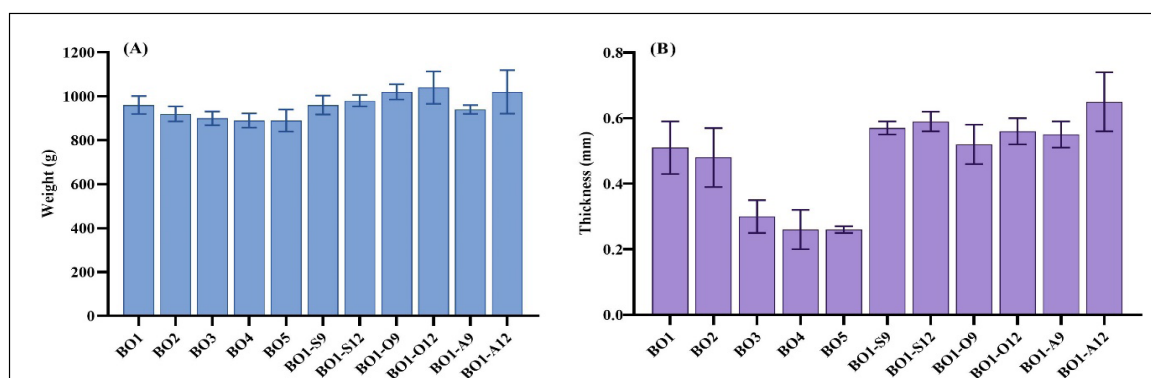 (A)
1200
1000
800
600
400
200
0
Weight (g)
BO1
BO2
BO3
BO4
BO5
BO1-S9
BO1-S12
BO1-O9
BO1-O12
BO1-A9
BO1-A12
(B)
0.8
0.6
0.4
0.2
0.0
Thickness (mm)
BO1
BO2
BO3
BO4
BO5
BO1-S9
BO1-S12
BO1-O9
BO1-O12
BO1-A9
BO1-A12